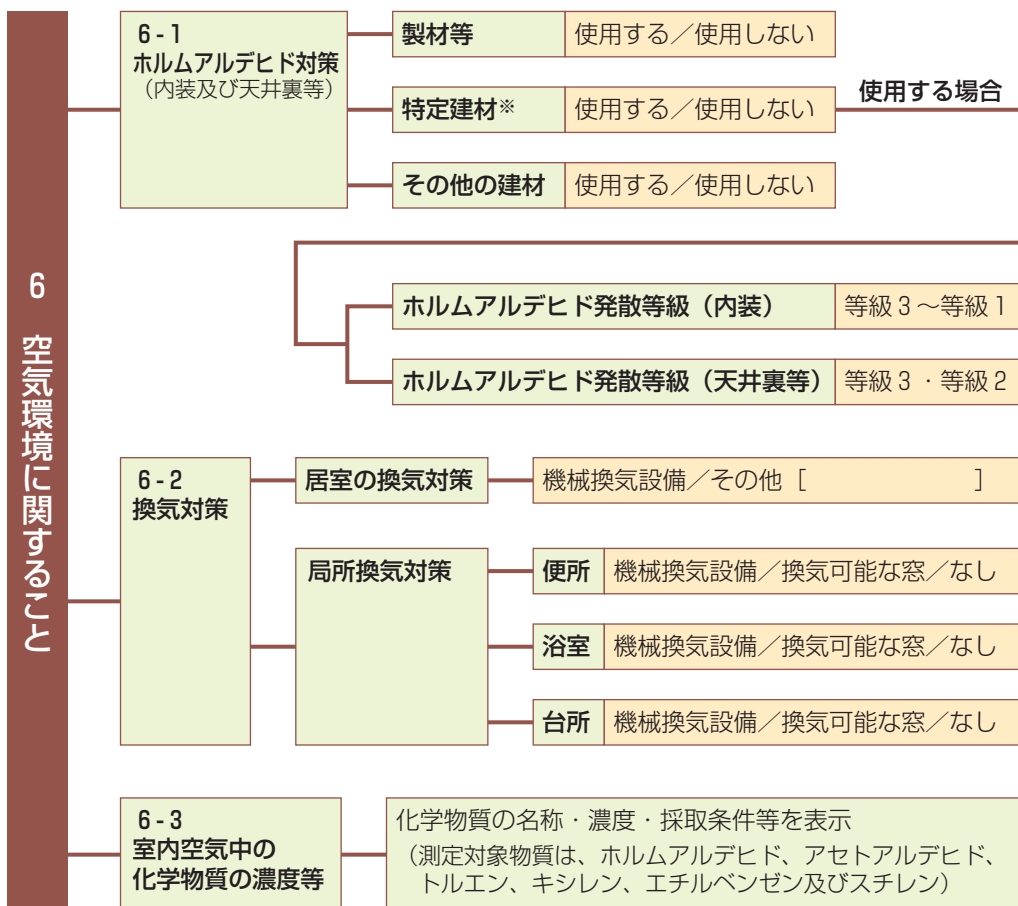 6 空気環境に関すること
6-1
ホルムアルデヒド対策
（内装及び天井裏等）
製材等 使用する／使用しない
特定建材※ 使用する／使用しない 使用する場合
その他の建材 使用する／使用しない
ホルムアルデヒド発散等級（内装） 等級3～等級1
ホルムアルデヒド発散等級（天井裏等） 等級3・等級2
6-2
換気対策
居室の換気対策 機械換気設備／その他［ ］
局所換気対策
便所 機械換気設備／換気可能な窓／なし
浴室 機械換気設備／換気可能な窓／なし
台所 機械換気設備／換気可能な窓／なし
6-3
室内空気中の
化学物質の濃度等
化学物質の名称・濃度・採取条件等を表示
（測定対象物質は、ホルムアルデヒド、アセトアルデヒド、
トルエン、キシレン、エチルベンゼン及びスチレン）